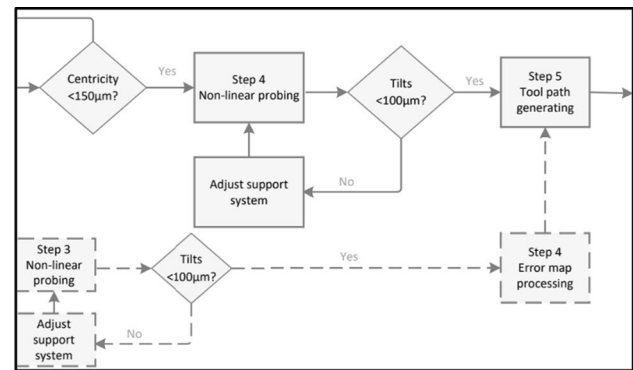 Centricity
<150µm?
Yes
Step 4
Non-linear probing
Tilts
<100µm?
Yes
Step 5
Tool path
generating
Adjust support
system
No
Step 3
Non-linear
probing
Tilts
<100µm?
Yes
Step 4
Error map
processing
Adjust
support
system
No